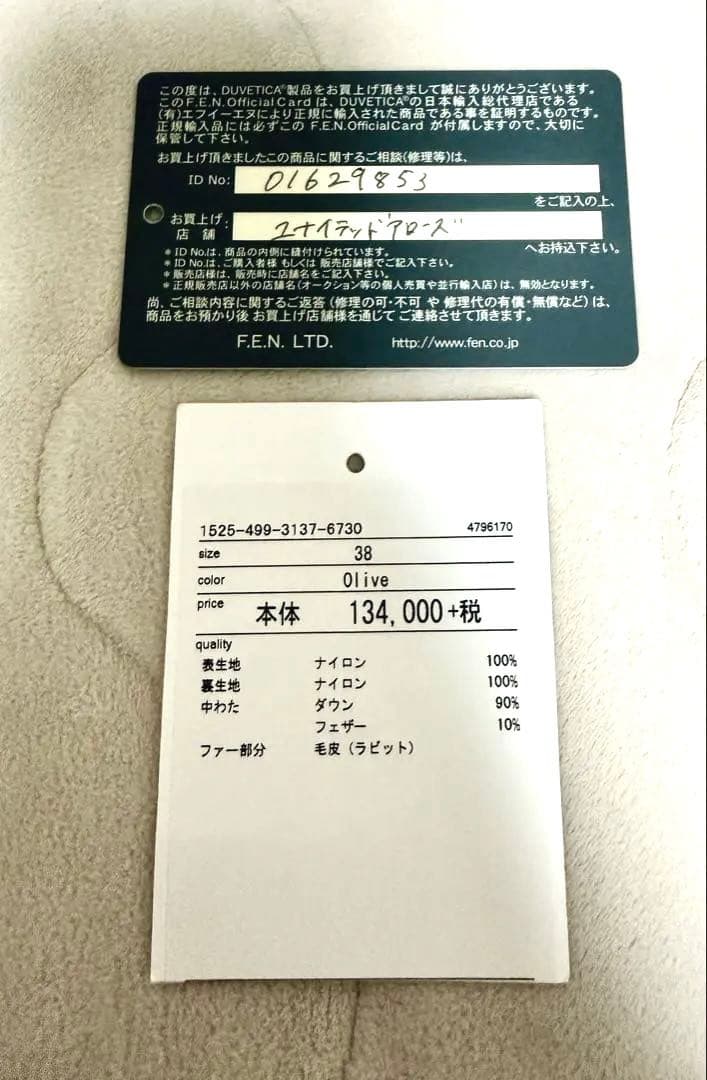 この度は、DUVETICA®製品をお買上げ頂きまして誠にありがとうございます。
このF.E.N.OfficialCardは、DUVETICA®の日本輸入総代理店である
(有)エフイーエヌにより正規に輸入された商品である事を証明するものです。
正規輸入品には必ずこの F.E.N.OfficialCard が付属しますので、大切に
保管して下さい。
お買上げ頂きましたこの商品に関するご相談(修理等)は、
ID No: 01629853
をご記入の上、
お買上げ
店 舗 : ユナイテッドアローズ
へお持込下さい。
＊ID No.は、商品の内側に縫付けられています。
＊ID No.は、ご購入者様 もしくは 販売店舗様でご記入下さい。
＊販売店様は、販売時に店舗名をご記入下さい。
＊正規販売店以外の店舗名(オークション等の個人売買や並行輸入店)は、無効となります。
尚、ご相談内容に関するご返答 (修理の可・不可 や 修理代の有償・無償など) は、
商品をお預かり後 お買上げ店舗様を通じて ご連絡させて頂きます。
F.E.N. LTD. http://www.fen.co.jp
1525-499-3137-6730 4796170
size 38
color Olive
price 本体 134,000+税
quality
表生地 ナイロン 100%
裏生地 ナイロン 100%
中わた ダウン 90%
フェザー 10%
ファー部分 毛皮（ラビット）